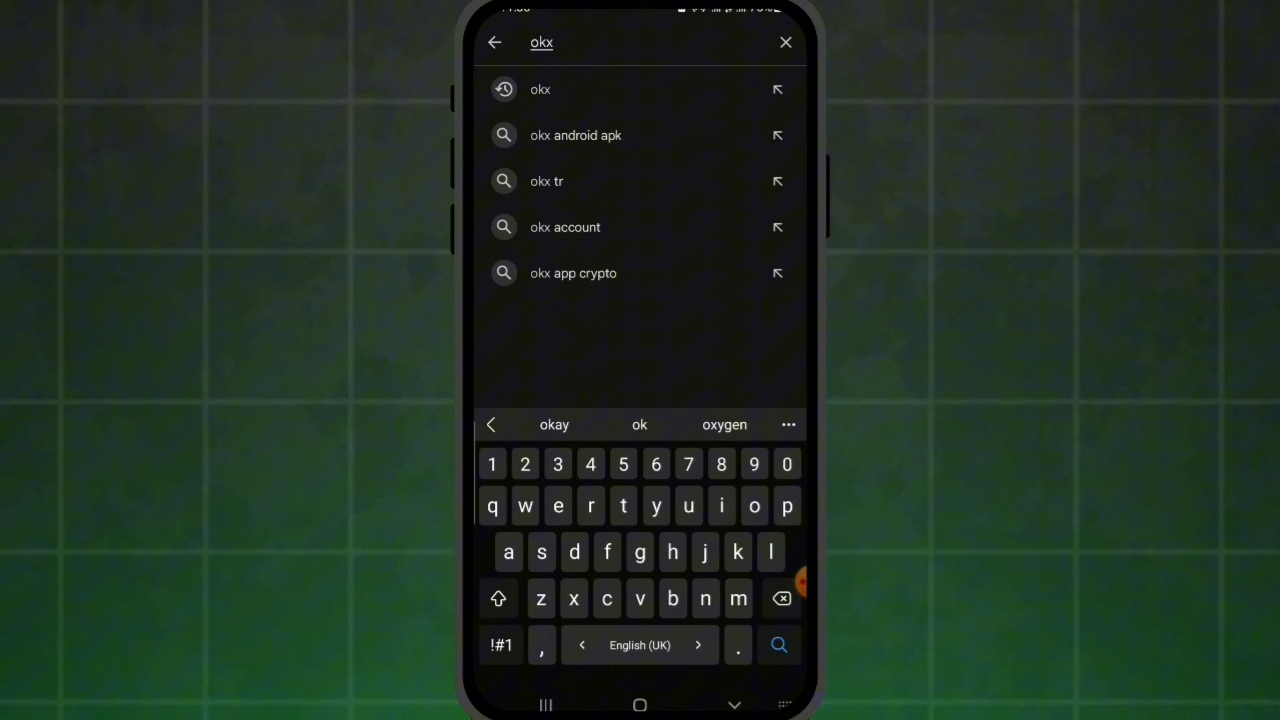 okx
okx
okx android apk
okx tr
okx account
okx app crypto
okay ok oxygen
1 2 3 4 5 6 7 8 9 0
q w e r t y u i o p
a s d f g h j k l
z x c v b n m
!#1 , English (UK) .